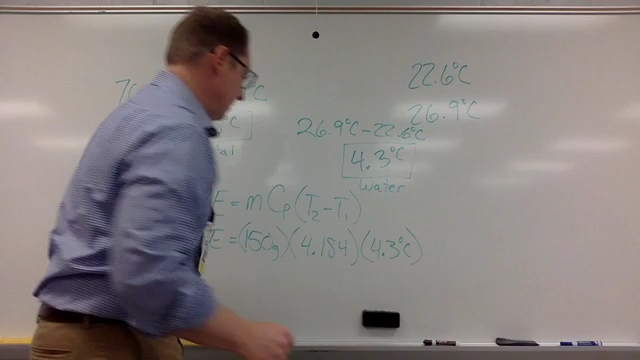 22.6°C
26.9°C
26.9°C-22.6°C
4.3°C
Water
E = mCp(T2-T1)
E = (150g)(4.184)(4.3°C)